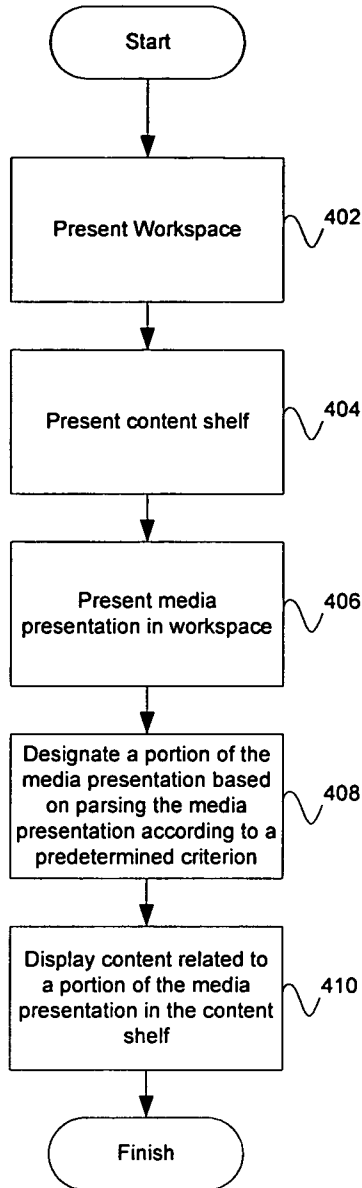 Start
Present Workspace
402
Present content shelf
404
Present media
presentation in workspace
406
Designate a portion of the
media presentation based
on parsing the media
presentation according to a
predetermined criterion
408
Display content related to
a portion of the media
presentation in the content
shelf
410
Finish